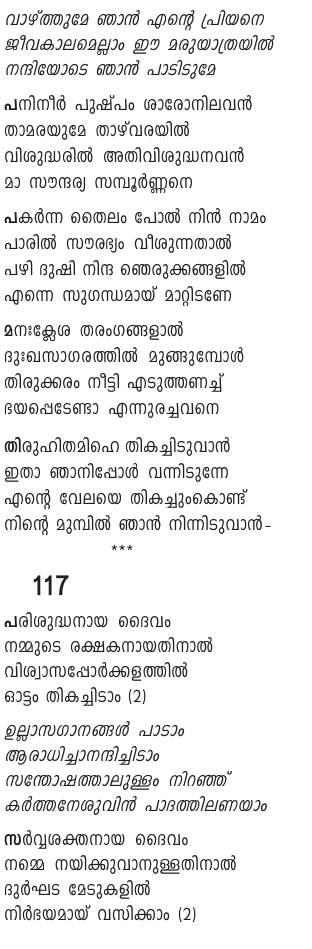 വാഴ്ത്തുമേ ഞാൻ എന്റെ പ്രിയനെ
ജീവകാലമെല്ലാം ഈ മരുയാത്രയിൽ
നന്ദിയോടെ ഞാൻ പാടിടുമേ
പനിനീർ പുഷ്പം ശാരോനിലവൻ
താമരയുമേ താഴ്‌വരയിൽ
വിശുദ്ധരിൽ അതിവിശുദ്ധനവൻ
മാ സൗന്ദര്യ സമ്പൂർണ്ണനെ
പകർന്ന തൈലം പോൽ നിൻ നാമം
പാരിൽ സൗരഭ്യം വീശുന്നതാൽ
പഴി ദുഷി നിന്ദ ഞെരുക്കങ്ങളിൽ
എന്നെ സുഗന്ധമായ് മാറ്റിടണേ
മനഃക്ലേശ തരംഗങ്ങളാൽ
ദുഃഖസാഗരത്തിൽ മുങ്ങുമ്പോൾ
തിരുക്കരം നീട്ടി എടുത്തണച്ച്
ഭയപ്പെടേണ്ടാ എന്നുരച്ചവനെ
തിരുഹിതമിഹെ തികച്ചിടുവാൻ
ഇതാ ഞാനിപ്പോൾ വന്നിടുന്നേ
എന്റെ വേലയെ തികച്ചുംകൊണ്ട്
നിന്റെ മുമ്പിൽ ഞാൻ നിന്നിടുവാൻ-
***
117
പരിശുദ്ധനായ ദൈവം
നമ്മുടെ രക്ഷകനായതിനാൽ
വിശ്വാസപ്പോർക്കളത്തിൽ
ഓട്ടം തികച്ചിടാം (2)
ഉല്ലാസഗാനങ്ങൾ പാടാം
ആരാധിച്ചാനന്ദിച്ചിടാം
സന്തോഷത്താലുള്ളം നിറഞ്ഞ്
കർത്തനേശുവിൻ പാദത്തിലണയാം
സർവ്വശക്തനായ ദൈവം
നമ്മെ നയിക്കുവാനുള്ളതിനാൽ
ദുർഘട മേടുകളിൽ
നിർഭയമായ് വസിക്കാം (2)